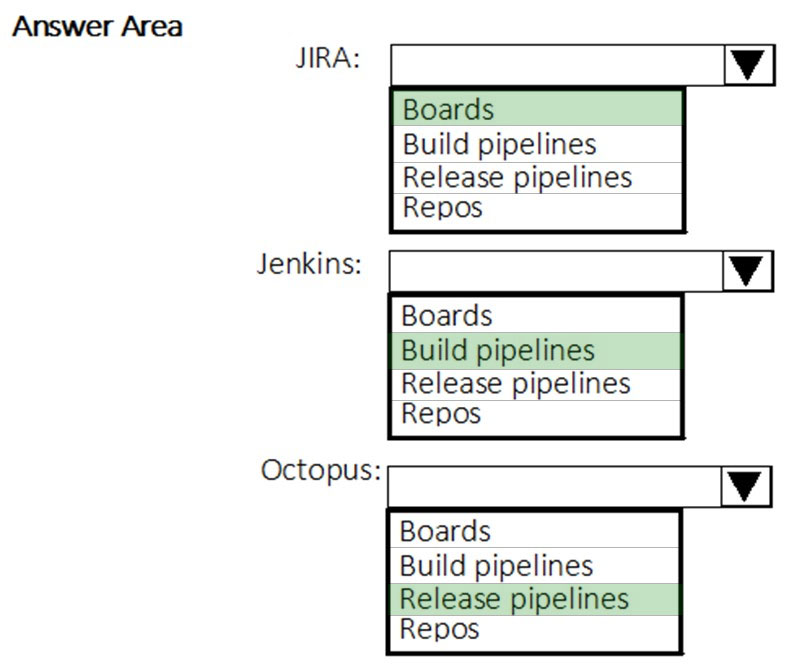 Answer Area
JIRA:
Boards
Build pipelines
Release pipelines
Repos
Jenkins:
Boards
Build pipelines
Release pipelines
Repos
Octopus:
Boards
Build pipelines
Release pipelines
Repos